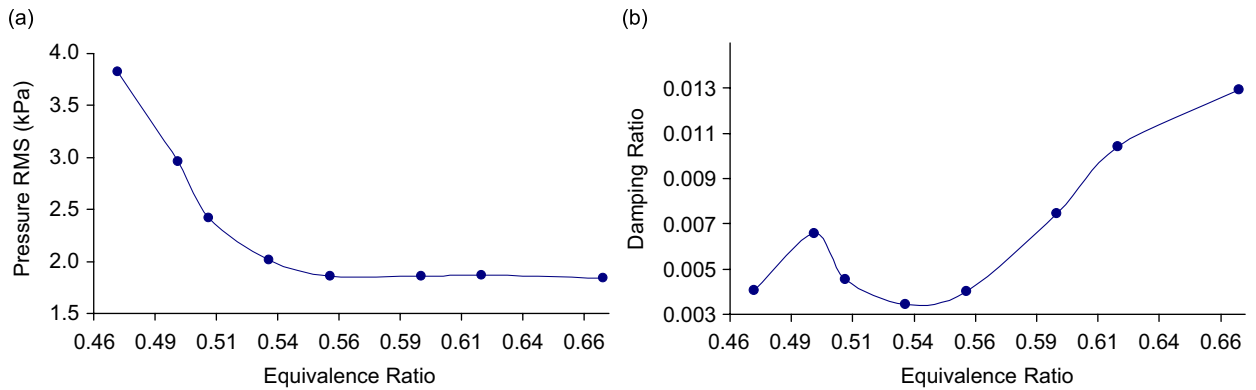 (a)
Pressure RMS (kPa)
4.0
3.5
3.0
2.5
2.0
1.5
0.46 0.49 0.51 0.54 0.56 0.59 0.61 0.64 0.66
Equivalence Ratio
(b)
Damping Ratio
0.013
0.011
0.009
0.007
0.005
0.003
0.46 0.49 0.51 0.54 0.56 0.59 0.61 0.64 0.66
Equivalence Ratio